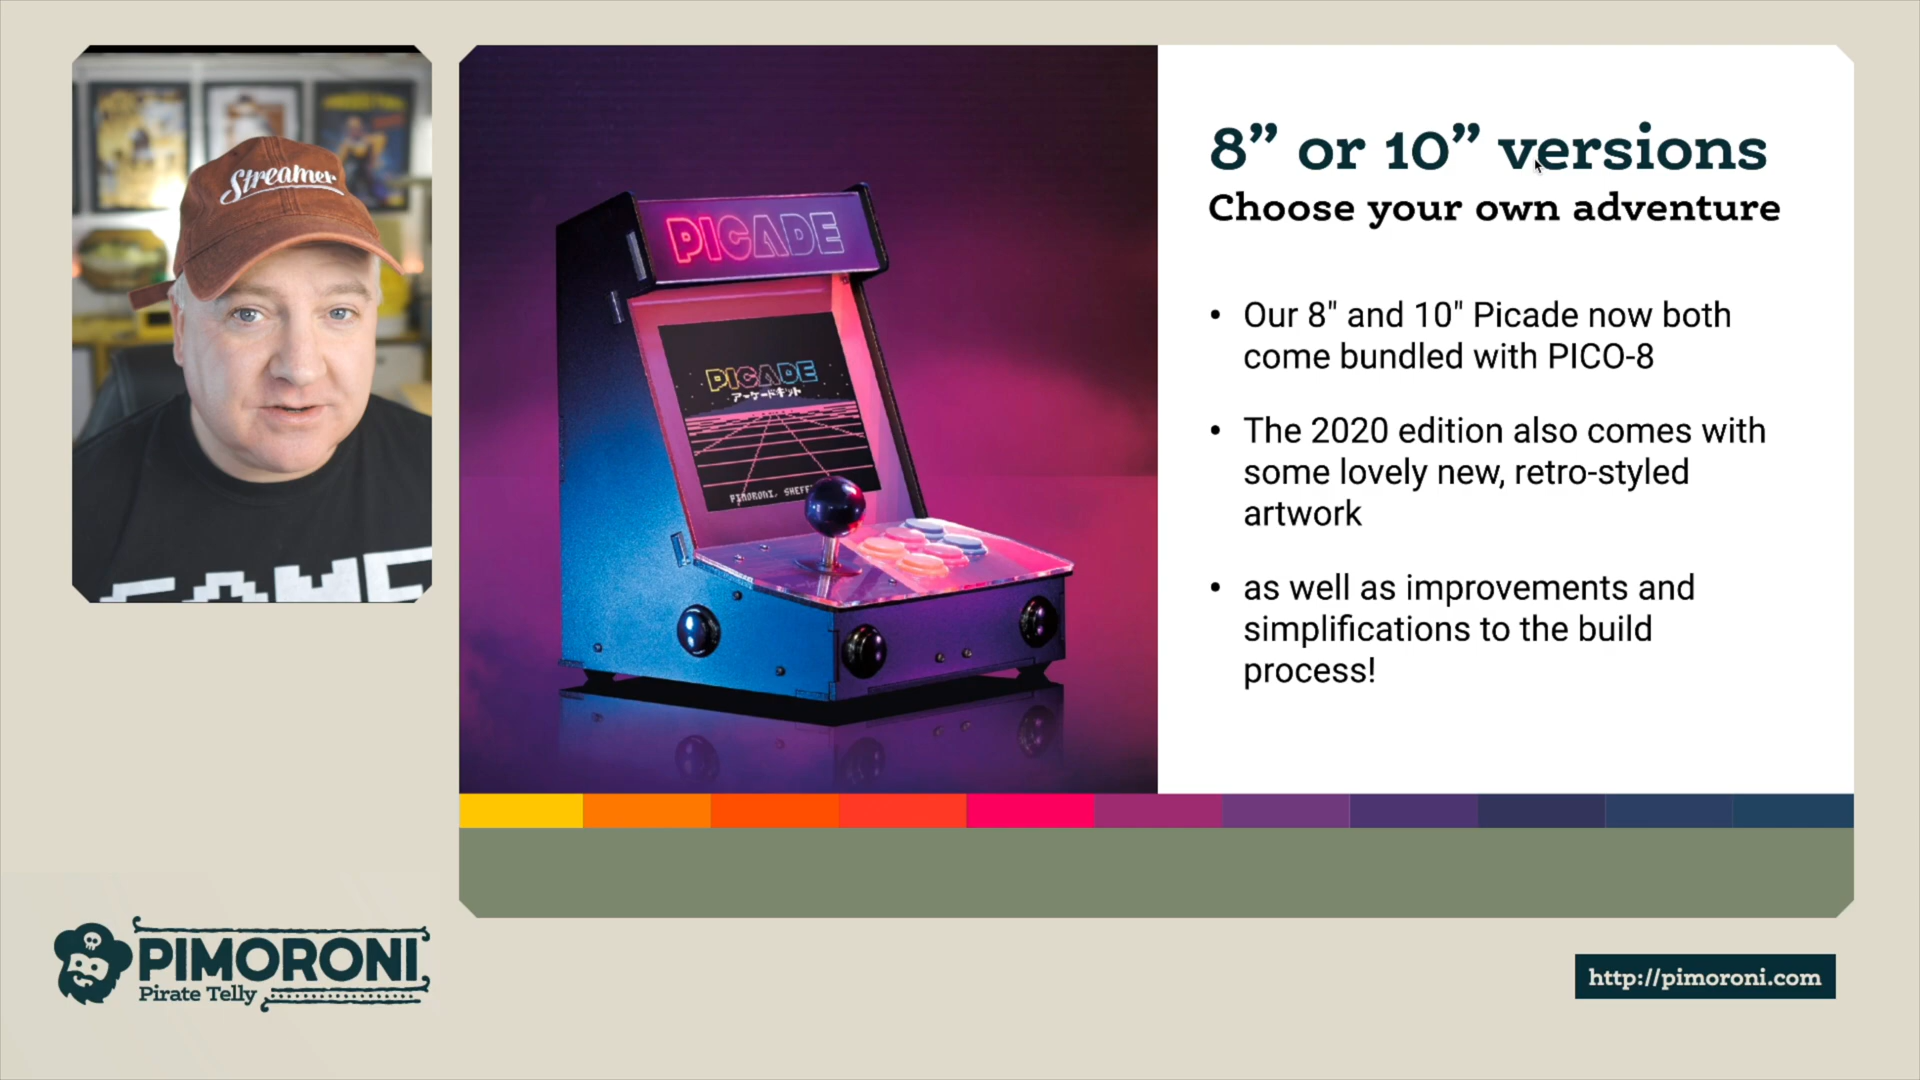 Streamer
GAME
PICADE
PICADE
アーケードキット
PIMORONI, SHEFF
8” or 10” versions
Choose your own adventure
• Our 8" and 10" Picade now both
come bundled with PICO-8
• The 2020 edition also comes with
some lovely new, retro-styled
artwork
• as well as improvements and
simplifications to the build
process!
PIMORONI
Pirate Telly
http://pimoroni.com